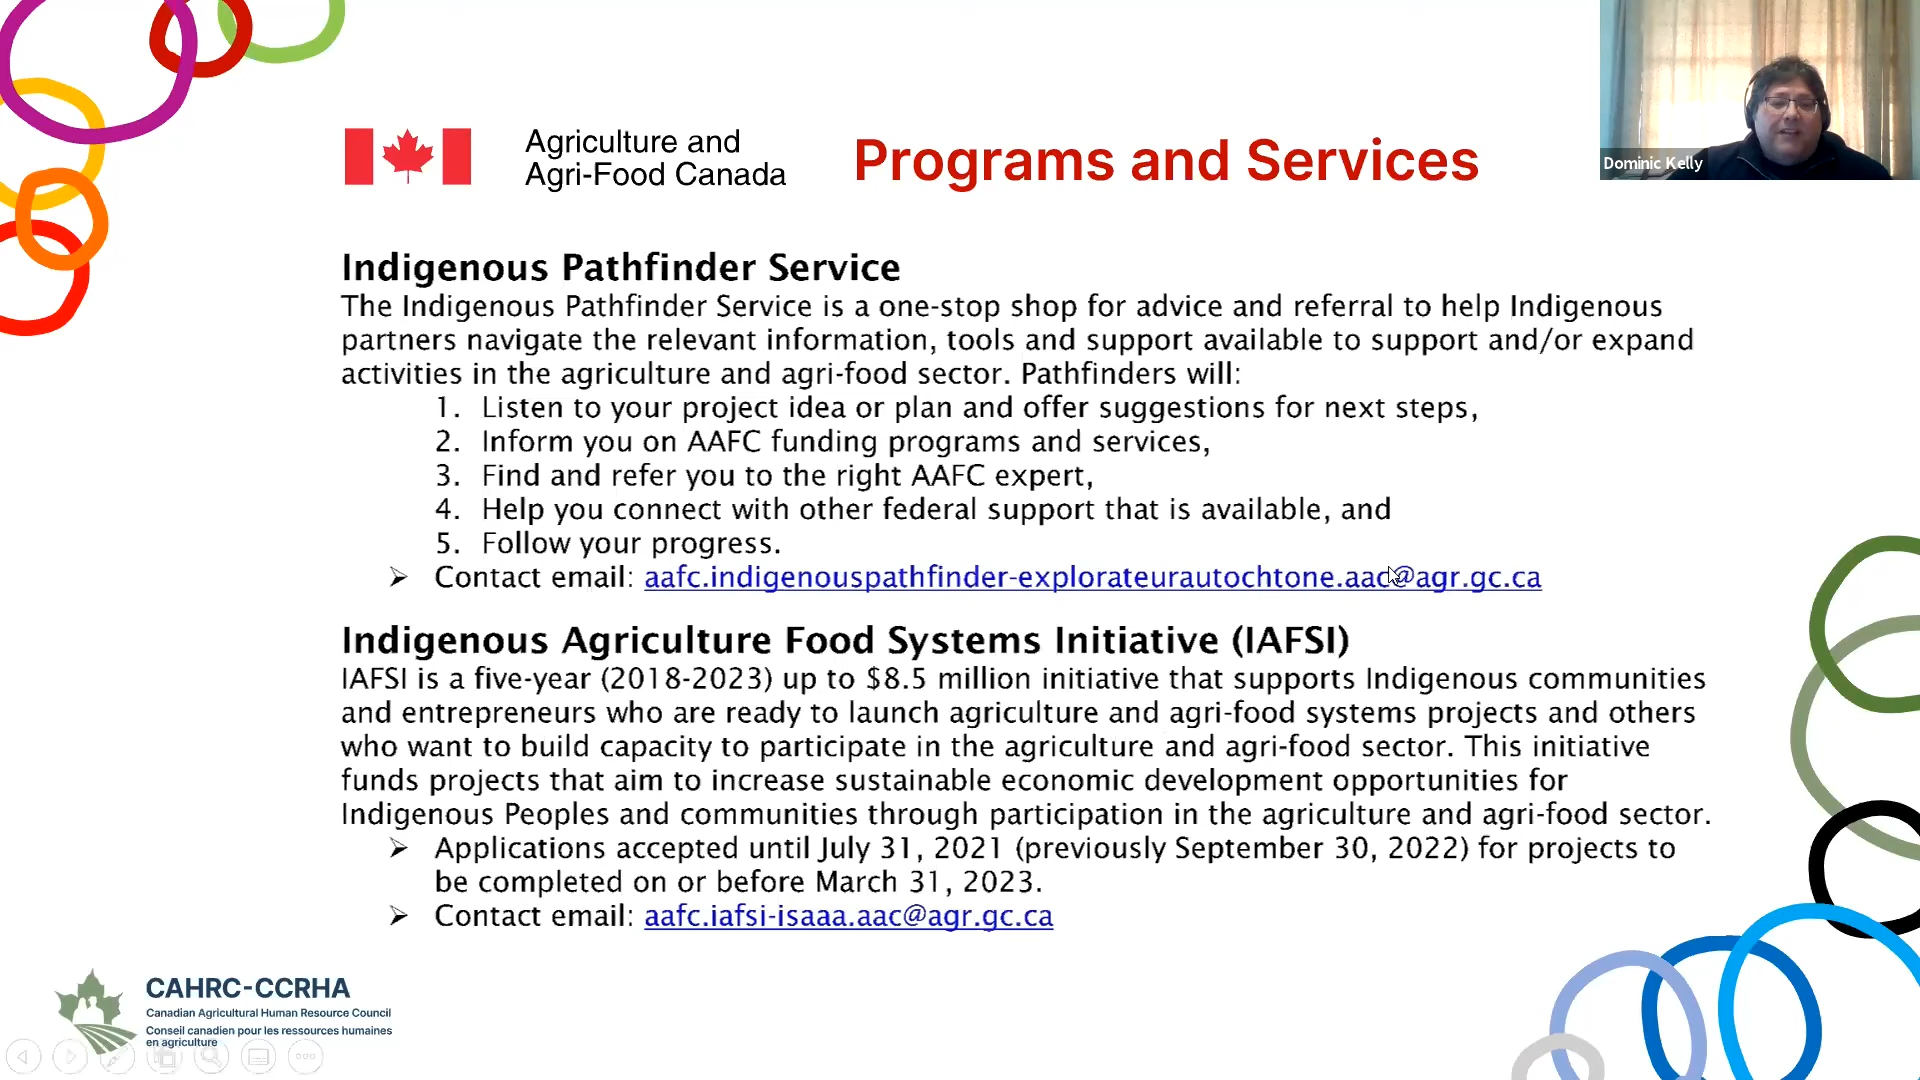 Agriculture and
Agri-Food Canada
Programs and Services
Dominic Kelly
Indigenous Pathfinder Service
The Indigenous Pathfinder Service is a one-stop shop for advice and referral to help Indigenous
partners navigate the relevant information, tools and support available to support and/or expand
activities in the agriculture and agri-food sector. Pathfinders will:
1. Listen to your project idea or plan and offer suggestions for next steps,
2. Inform you on AAFC funding programs and services,
3. Find and refer you to the right AAFC expert,
4. Help you connect with other federal support that is available, and
5. Follow your progress.
➢ Contact email: aafc.indigenouspathfinder-explorateurautochtone.aac@agr.gc.ca
Indigenous Agriculture Food Systems Initiative (IAFSI)
IAFSI is a five-year (2018-2023) up to $8.5 million initiative that supports Indigenous communities
and entrepreneurs who are ready to launch agriculture and agri-food systems projects and others
who want to build capacity to participate in the agriculture and agri-food sector. This initiative
funds projects that aim to increase sustainable economic development opportunities for
Indigenous Peoples and communities through participation in the agriculture and agri-food sector.
➢ Applications accepted until July 31, 2021 (previously September 30, 2022) for projects to
be completed on or before March 31, 2023.
➢ Contact email: aafc.iafsi-isaaa.aac@agr.gc.ca
CAHRC-CCRHA
Canadian Agricultural Human Resource Council
Conseil canadien pour les ressources humaines
en agriculture